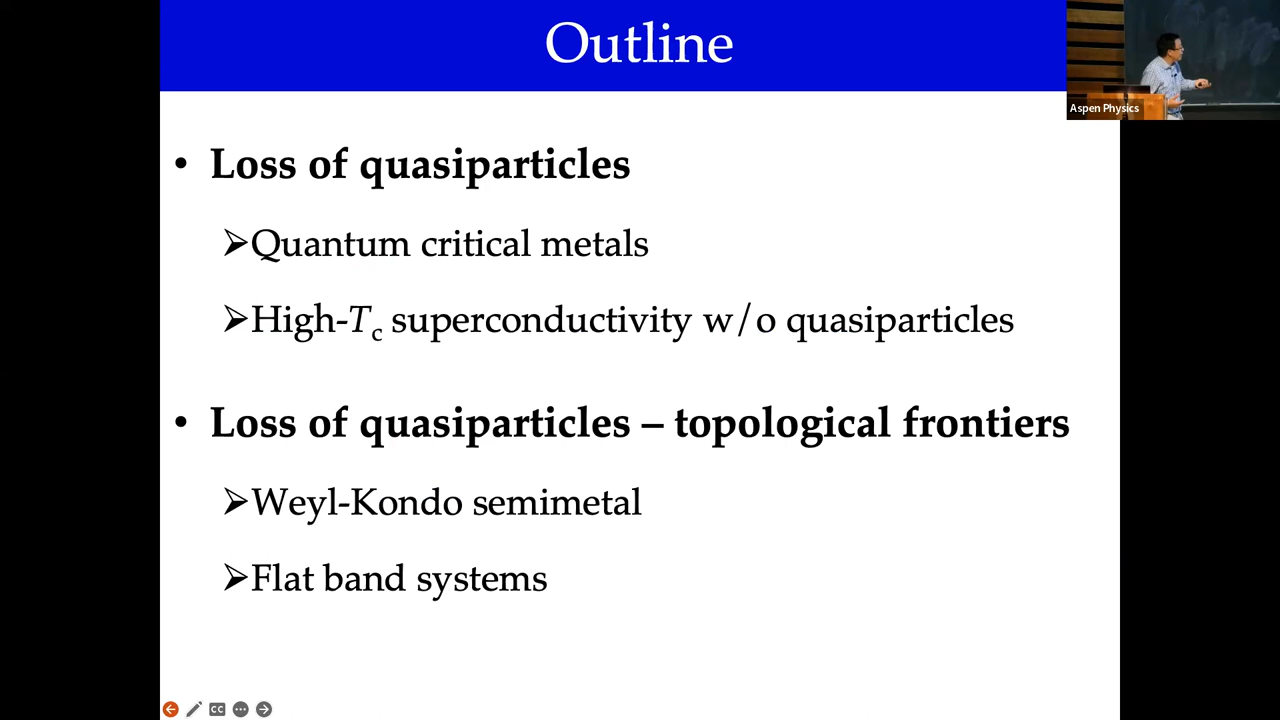 Outline
Aspen Physics
• Loss of quasiparticles
➢Quantum critical metals
➢High-Tc superconductivity w/o quasiparticles
• Loss of quasiparticles – topological frontiers
➢Weyl-Kondo semimetal
➢Flat band systems
CC